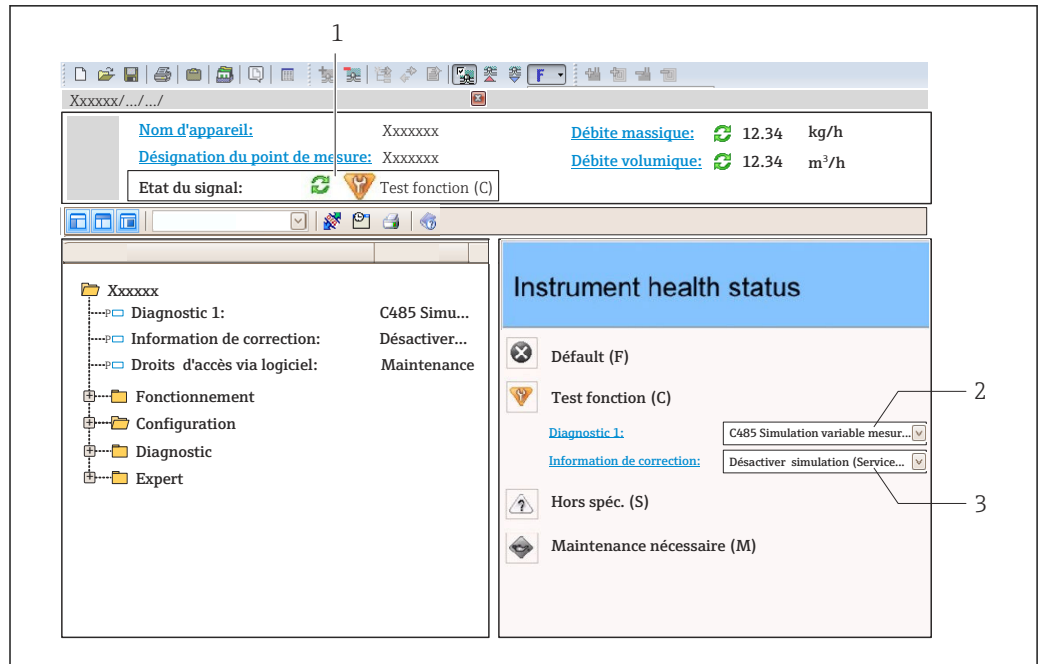 1
F
Xxxxxx/.../.../
Nom d'appareil: Xxxxxxx Débite massique: 12.34 kg/h
Désignation du point de mesure: Xxxxxxx Débite volumique: 12.34 m³/h
Etat du signal: Test fonction (C)
Xxxxxx
P Diagnostic 1: C485 Simu...
P Information de correction: Désactiver...
P Droits d'accès via logiciel: Maintenance
Fonctionnement
Configuration
Diagnostic
Expert
Instrument health status
Défault (F)
Test fonction (C)
2
Diagnostic 1: C485 Simulation variable mesur...
Information de correction: Désactiver simulation (Service...
Hors spéc. (S)
3
Maintenance nécessaire (M)